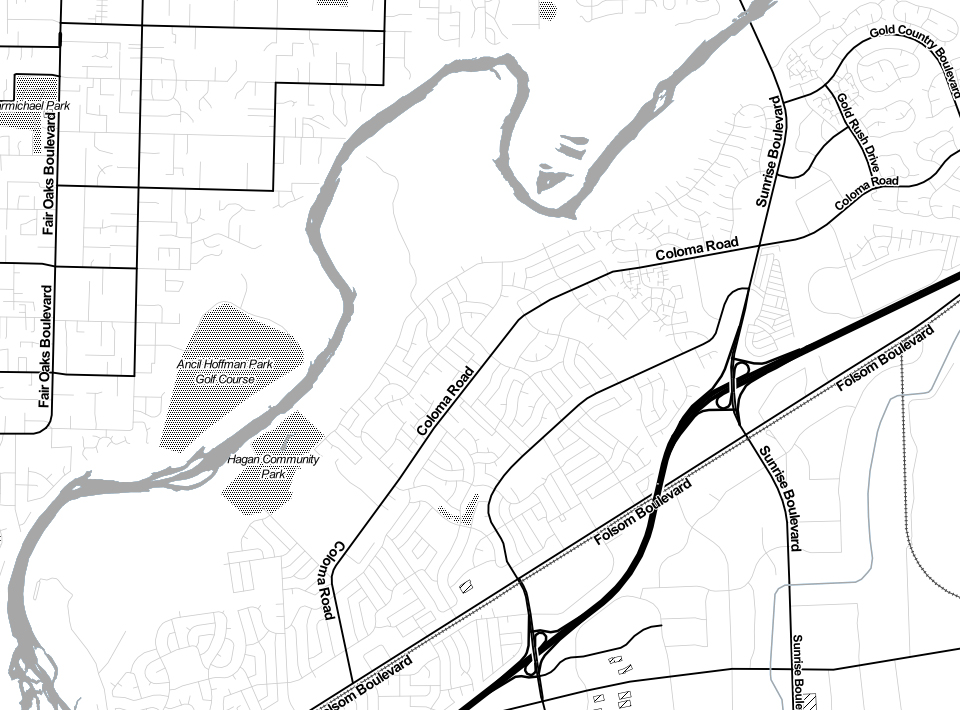 Gold Country Boulevard
armichael Park
Fair Oaks Boulevard
Sunrise Boulevard
Gold Rush Drive
Coloma Road
Coloma Road
Fair Oaks Boulevard
Ancil Hoffman Park
Golf Course
Folsom Boulevard
Coloma Road
Hagan Community
Park
Sunrise Boulevard
Folsom Boulevard
Coloma Road
Sunrise Boule
lsom Boulevard